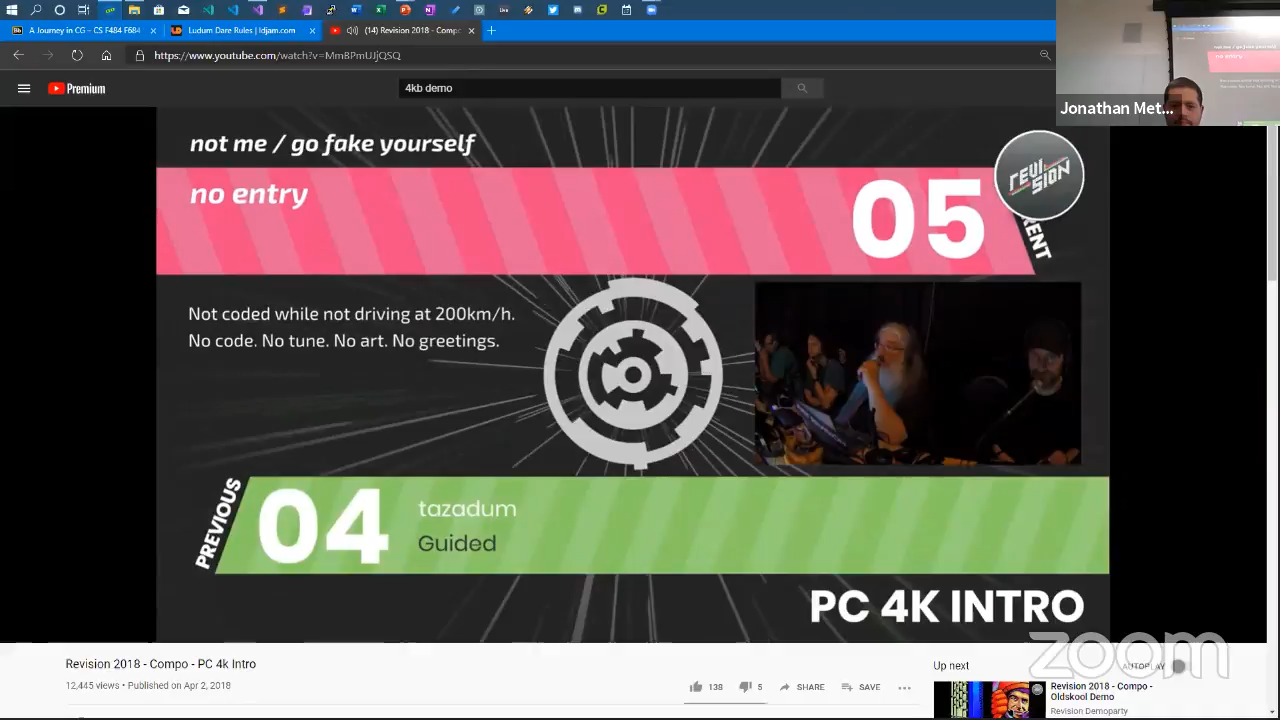 A Journey in CG - CS F484 F684
Ludum Dare Rules | ldjam.com
(14) Revision 2018 - Compo
https://www.youtube.com/watch?v=MmBPmUJjQSQ
Premium
4kb demo
Jonathan Met...
not me / go fake yourself
no entry
05
REVISION
RENT
Not coded while not driving at 200km/h.
No code. No tune. No art. No greetings.
PREVIOUS
04
tazadum
Guided
PC 4K INTRO
zoom
Revision 2018 - Compo - PC 4k Intro
12,445 views • Published on Apr 2, 2018
138
3
SHARE
SAVE
Up next
AUTOPLAY
Revision 2018 - Compo -
Oldskool Demo
Revision Demoparty